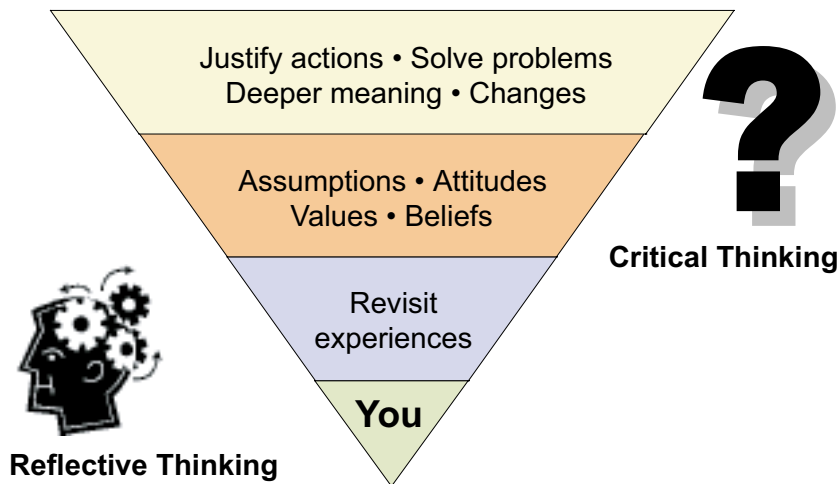 Justify actions • Solve problems
Deeper meaning • Changes
Assumptions • Attitudes
Values • Beliefs
Critical Thinking
Revisit
experiences
You
Reflective Thinking